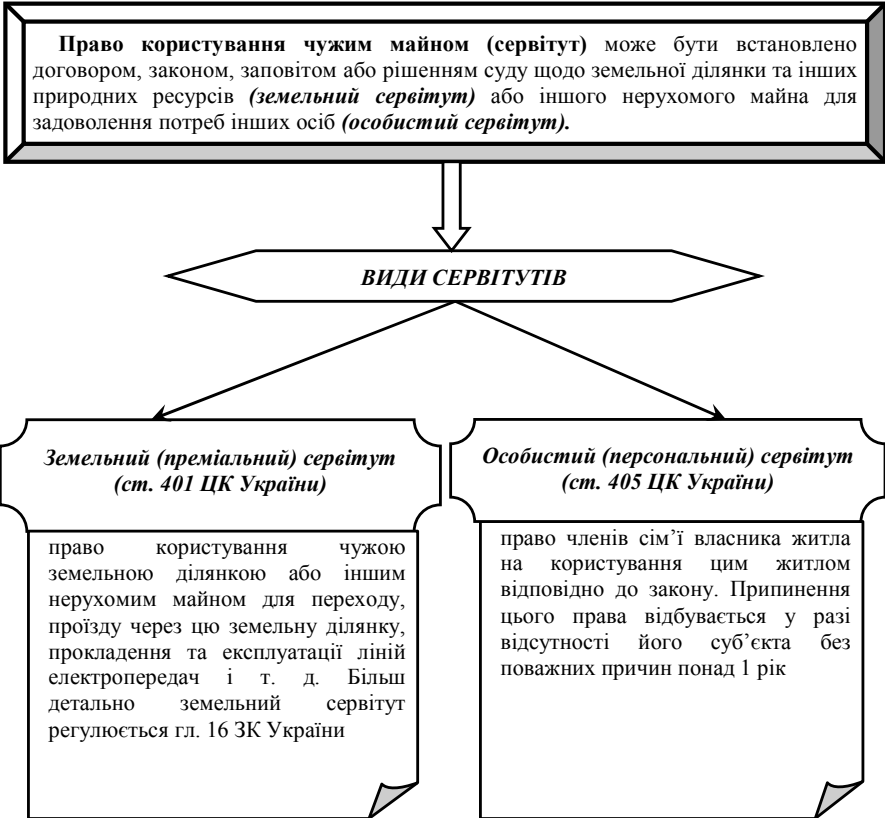 Право користування чужим майном (сервітут) може бути встановлено
договором, законом, заповітом або рішенням суду щодо земельної ділянки та інших
природних ресурсів (земельний сервітут) або іншого нерухомого майна для
задоволення потреб інших осіб (особистий сервітут).
ВИДИ СЕРВІТУТІВ
Земельний (преміальний) сервітут
(ст. 401 ЦК України)
право користування чужою
земельною ділянкою або іншим
нерухомим майном для переходу,
проїзду через цю земельну ділянку,
прокладення та експлуатації ліній
електропередач і т. д. Більш
детально земельний сервітут
регулюється гл. 16 ЗК України
Особистий (персональний) сервітут
(ст. 405 ЦК України)
право членів сім’ї власника житла
на користування цим житлом
відповідно до закону. Припинення
цього права відбувається у разі
відсутності його суб’єкта без
поважних причин понад 1 рік